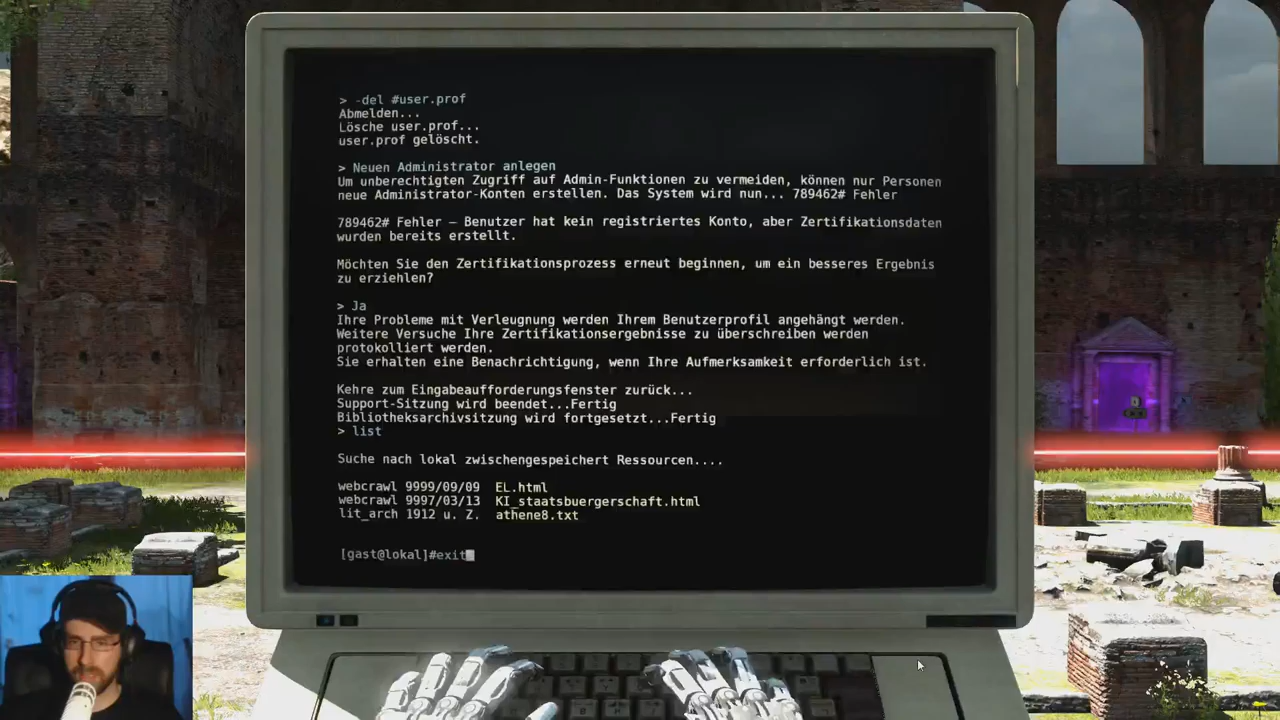 > -del #user.prof
Abmelden...
Lösche user.prof...
user.prof gelöscht.
> Neuen Administrator anlegen
Um unberechtigten Zugriff auf Admin-Funktionen zu vermeiden, können nur Personen
neue Administrator-Konten erstellen. Das System wird nun... 789462# Fehler
789462# Fehler – Benutzer hat kein registriertes Konto, aber Zertifikationsdaten
wurden bereits erstellt.
Möchten Sie den Zertifikationsprozess erneut beginnen, um ein besseres Ergebnis
zu erziehlen?
> Ja
Ihre Probleme mit Verleugnung werden Ihrem Benutzerprofil angehängt werden.
Weitere Versuche Ihre Zertifikationsergebnisse zu überschreiben werden
protokolliert werden.
Sie erhalten eine Benachrichtigung, wenn Ihre Aufmerksamkeit erforderlich ist.
Kehre zum Eingabeaufforderungsfenster zurück...
Support-Sitzung wird beendet...Fertig
Bibliotheksarchivsitzung wird fortgesetzt...Fertig
> list
Suche nach lokal zwischengespeichert Ressourcen....
webcrawl 9999/09/09 EL.html
webcrawl 9997/03/13 KI_staatsbuergerschaft.html
lit_arch 1912 u. Z. athene8.txt
[gast@lokal]#exit